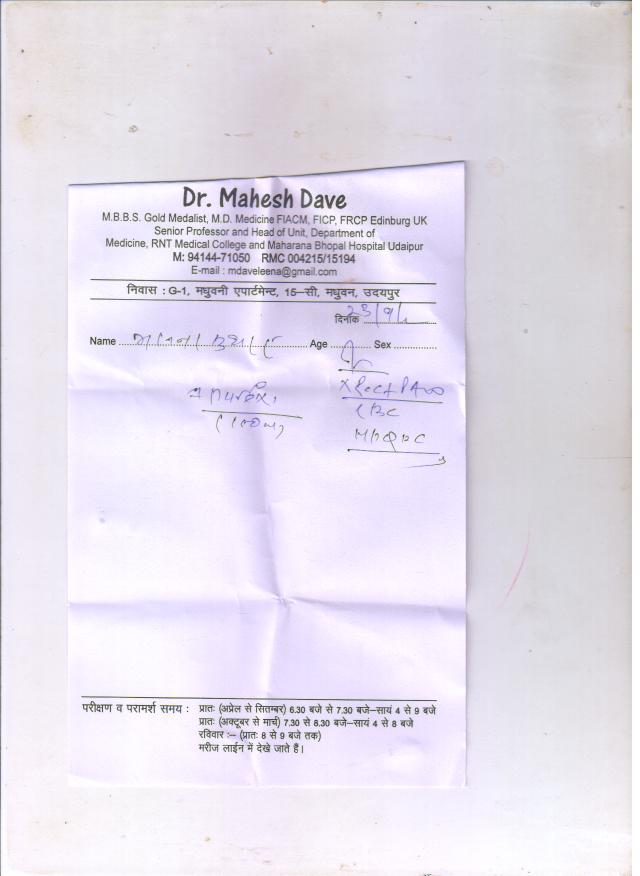 Dr. Mahesh Dave
M.B.B.S. Gold Medalist, M.D. Medicine FIACM, FICP, FRCP Edinburg UK
Senior Professor and Head of Unit, Department of
Medicine, RNT Medical College and Maharana Bhopal Hospital Udaipur
M: 94144-71050 RMC 004215/15194
E-mail : mdaveleena@gmail.com
निवास : G-1, मधुवनी एपार्टमेन्ट, 15–सी, मधुवन, उदयपुर
दिनांक 23/9/
Name Age Sex
CBC
परीक्षण व परामर्श समय : प्रातः (अप्रेल से सितम्बर) 6.30 बजे से 7.30 बजे–सायं 4 से 9 बजे
प्रातः (अक्टूबर से मार्च) 7.30 से 8.30 बजे–सायं 4 से 8 बजे
रविवार :– (प्रातः 8 से 9 बजे तक)
मरीज लाईन में देखे जाते हैं।